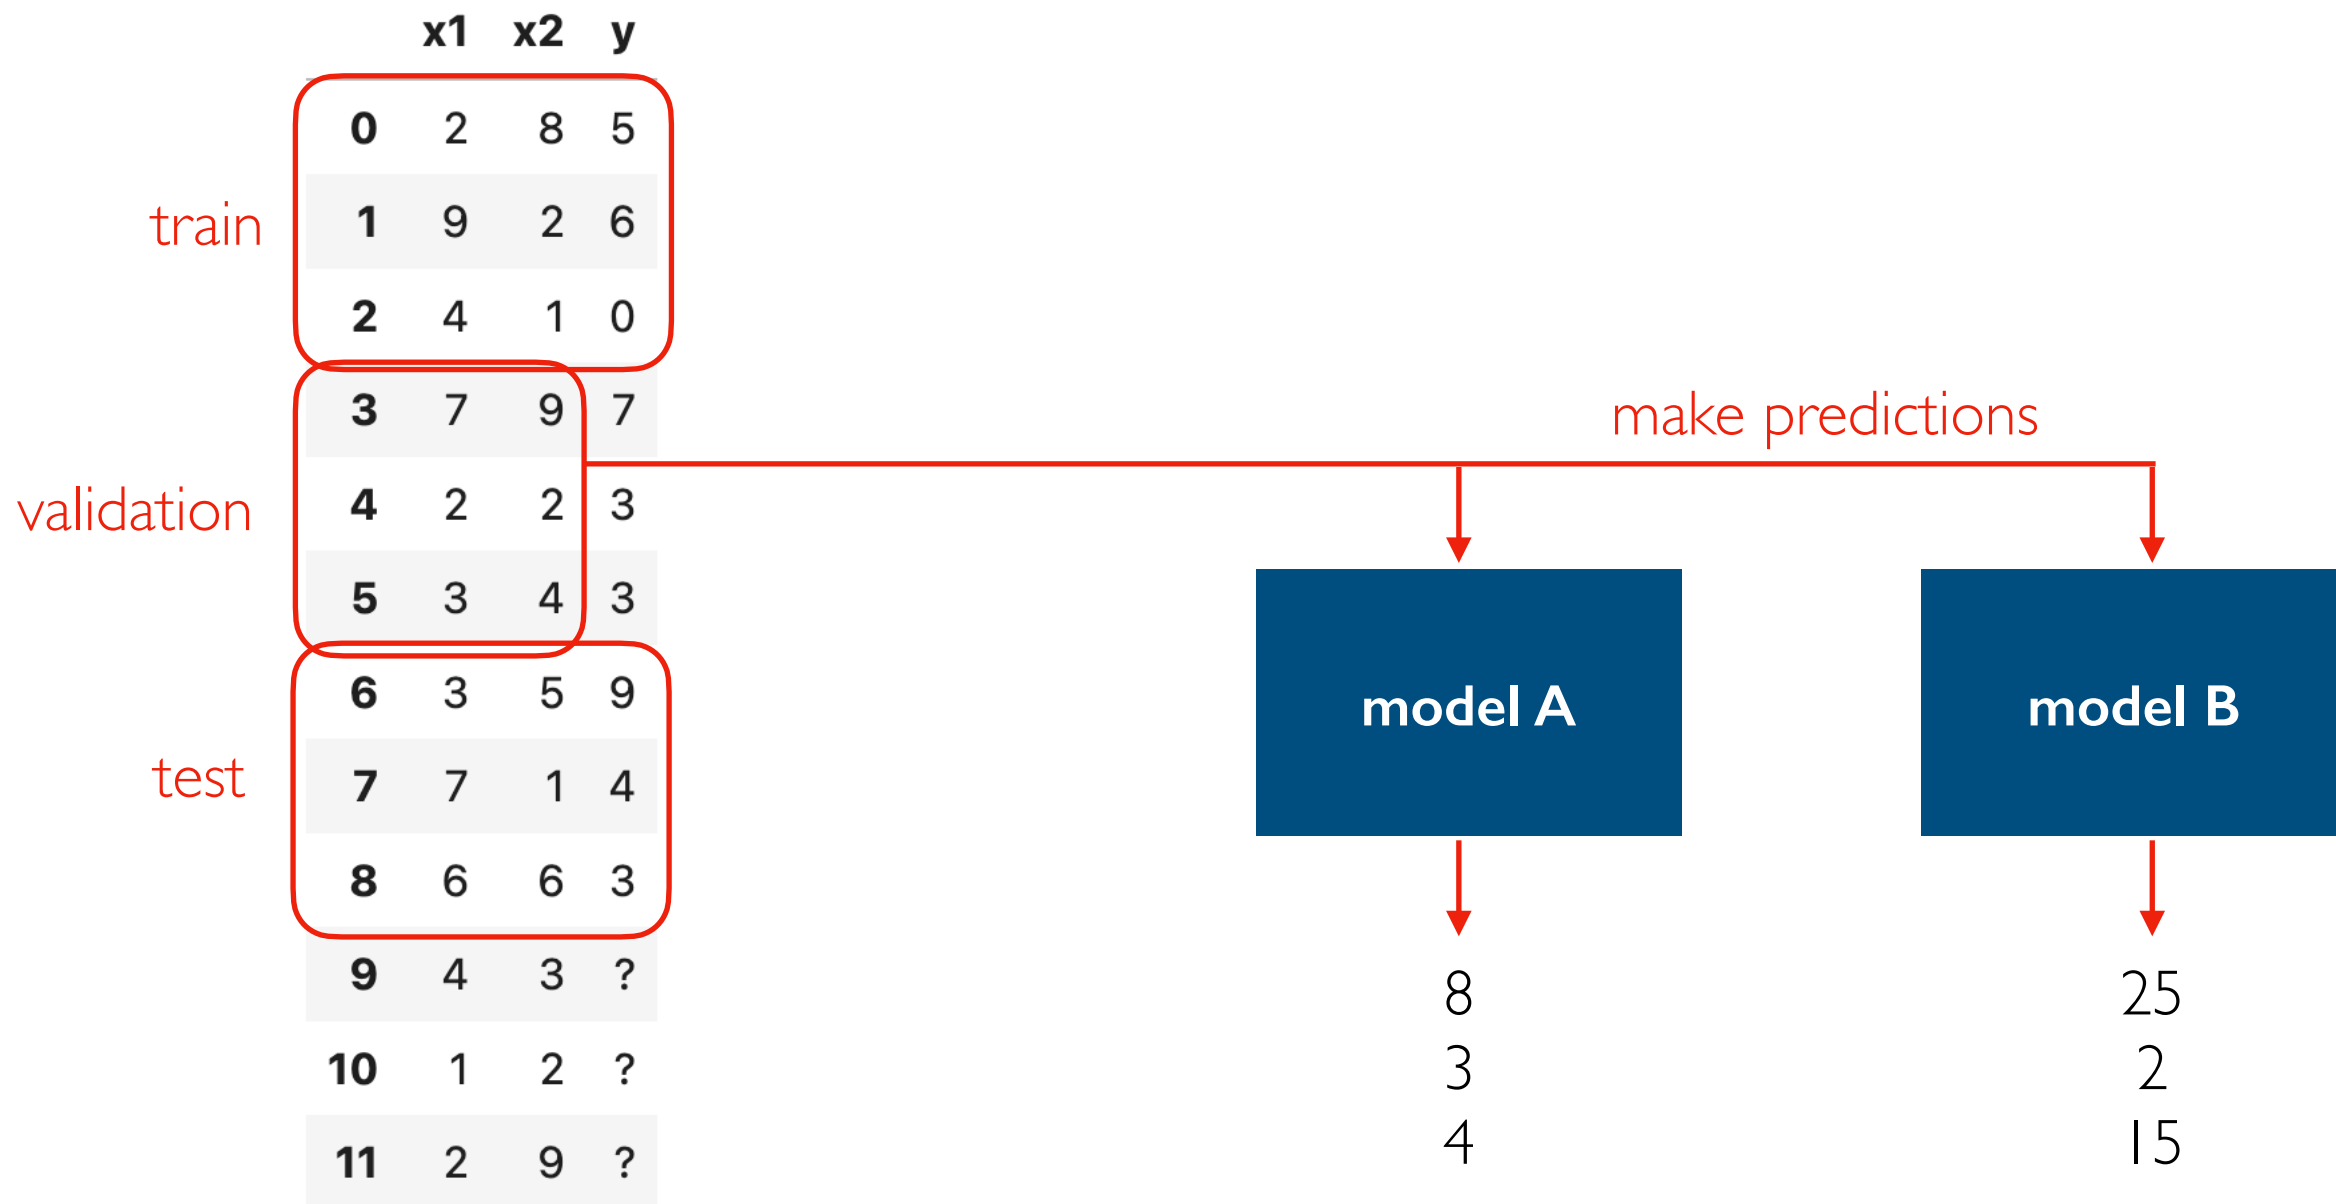 x1 x2 y
0 2 8 5
train
1 9 2 6
2 4 1 0
3 7 9 7
make predictions
validation
4 2 2 3
5 3 4 3
6 3 5 9
model A
model B
test
7 7 1 4
8 6 6 3
9 4 3 ?
10 1 2 ?
11 2 9 ?
8
3
4
25
2
15